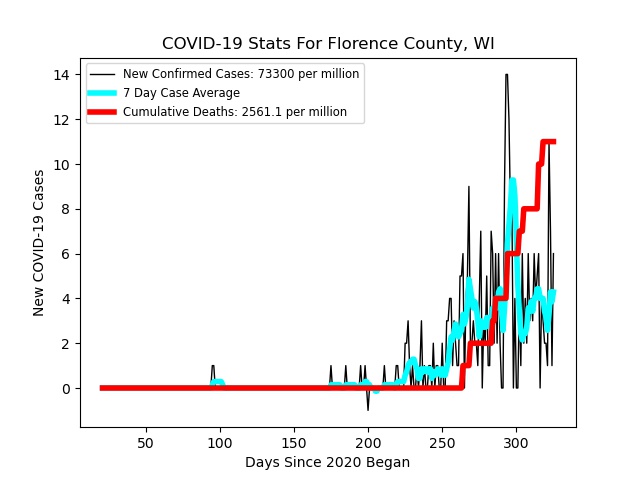 COVID-19 Stats For Florence County, WI
New Confirmed Cases: 73300 per million
7 Day Case Average
Cumulative Deaths: 2561.1 per million
New COVID-19 Cases
14
12
10
8
6
4
2
0
50 100 150 200 250 300
Days Since 2020 Began